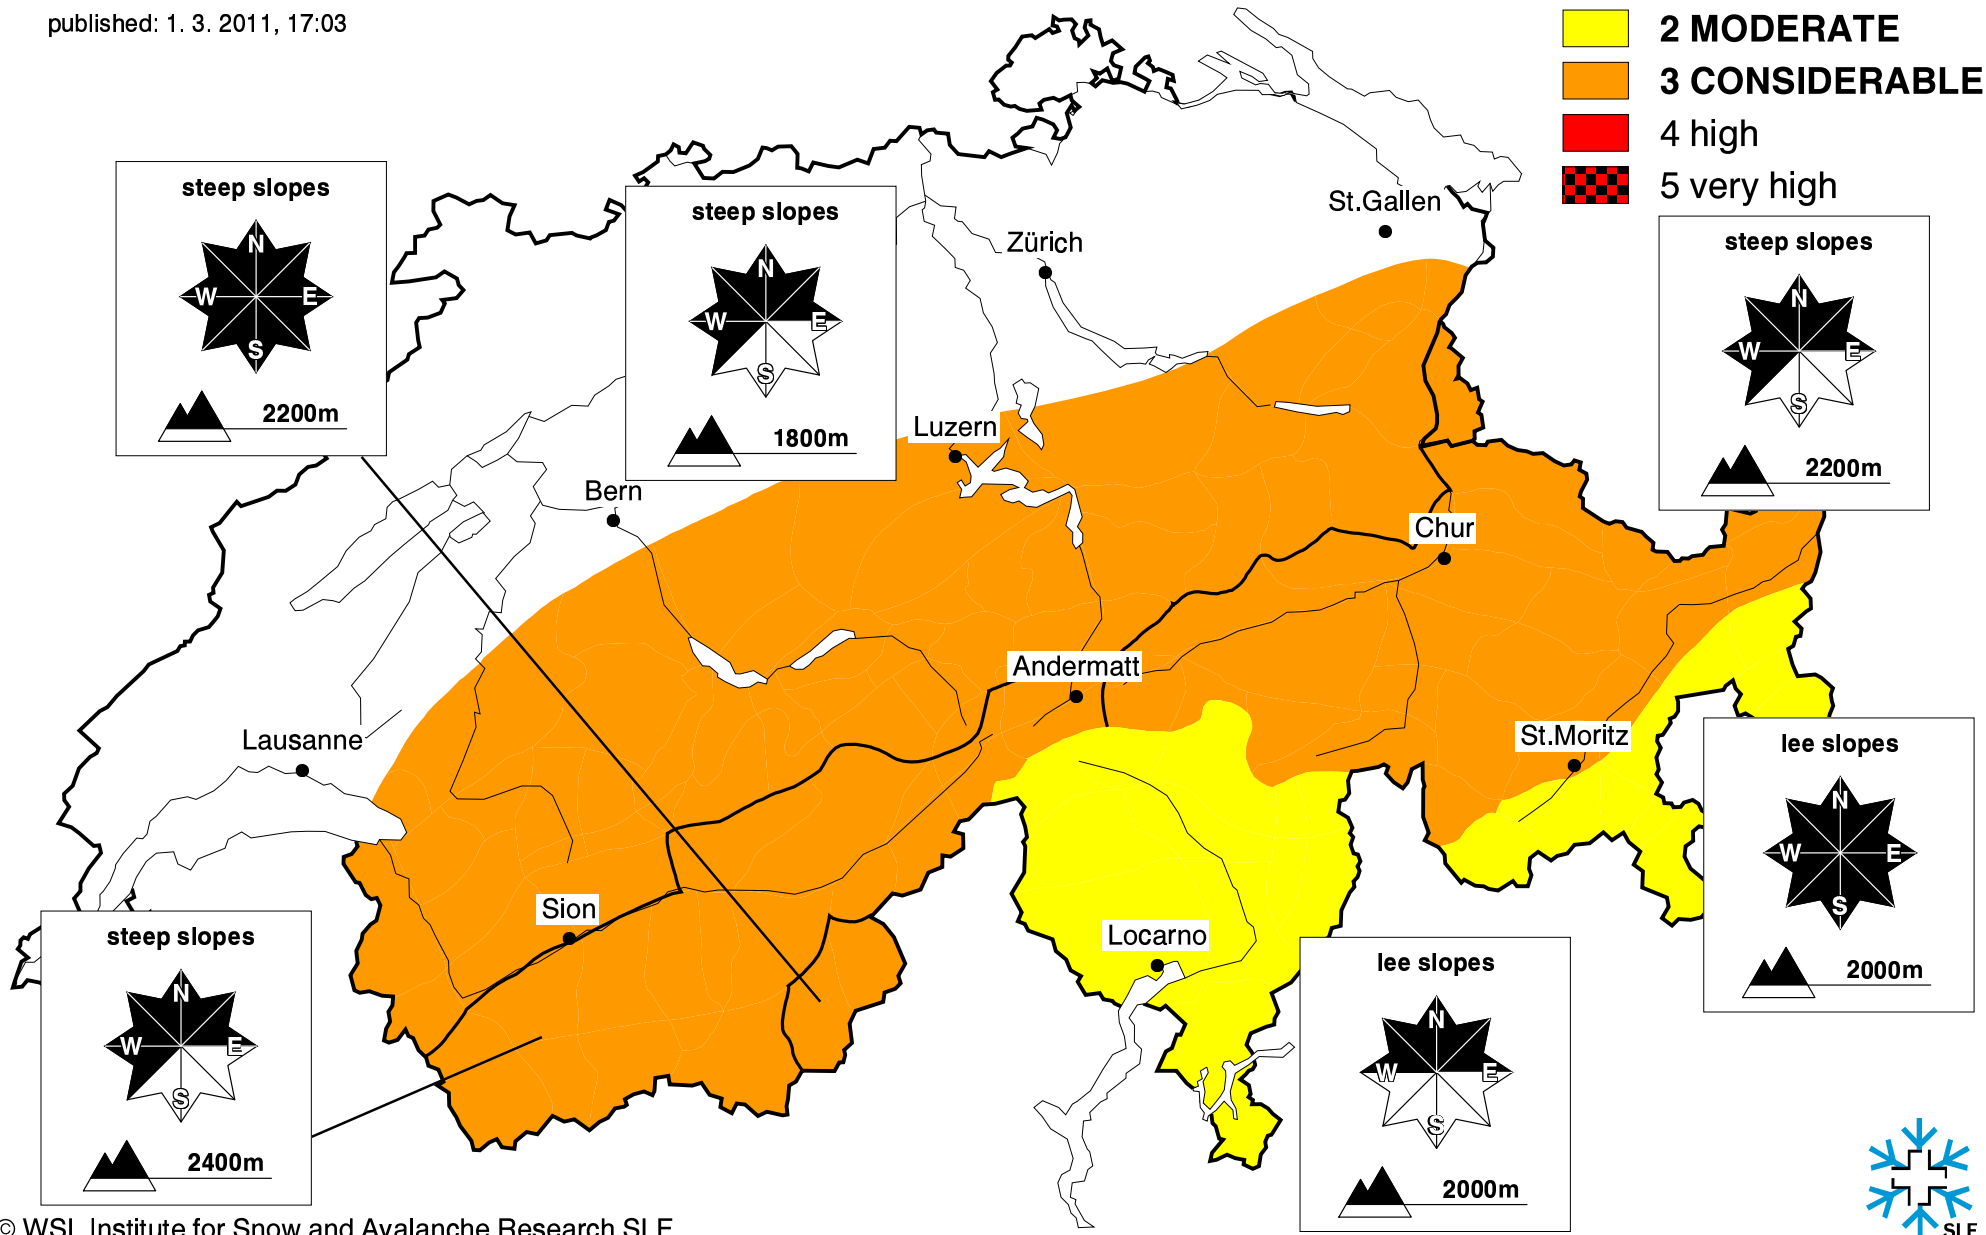 published: 1. 3. 2011, 17:03
2 MODERATE
3 CONSIDERABLE
4 high
5 very high
steep slopes
N
W E
S
2200m
steep slopes
N
W E
S
1800m
steep slopes
N
W E
S
2200m
St.Gallen
Zürich
Luzern
Bern
Chur
Andermatt
Lausanne
St.Moritz
lee slopes
N
W E
S
2000m
Sion
Locarno
steep slopes
N
W E
S
2400m
lee slopes
N
W E
S
2000m
© WSL Institute for Snow and Avalanche Research SLF
SLF